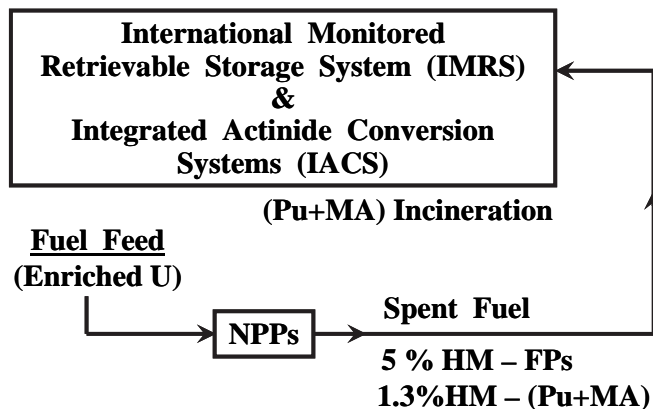 International Monitored
Retrievable Storage System (IMRS)
&
Integrated Actinide Conversion
Systems (IACS)
(Pu+MA) Incineration
Fuel Feed
(Enriched U)
NPPs
Spent Fuel
5 % HM – FPs
1.3%HM – (Pu+MA)